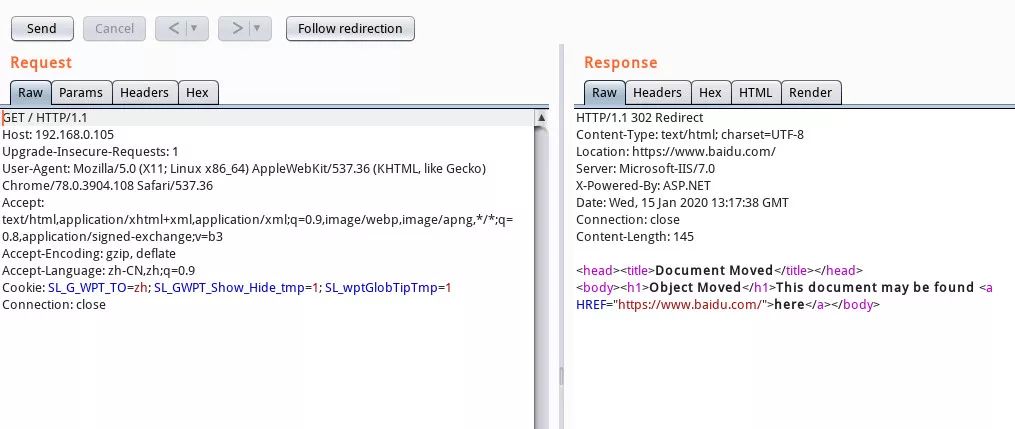 Send Cancel < > Follow redirection
Request
Raw Params Headers Hex
GET / HTTP/1.1
Host: 192.168.0.105
Upgrade-Insecure-Requests: 1
User-Agent: Mozilla/5.0 (X11; Linux x86_64) AppleWebKit/537.36 (KHTML, like Gecko)
Chrome/78.0.3904.108 Safari/537.36
Accept:
text/html,application/xhtml+xml,application/xml;q=0.9,image/webp,image/apng,*/*;q=
0.8,application/signed-exchange;v=b3
Accept-Encoding: gzip, deflate
Accept-Language: zh-CN,zh;q=0.9
Cookie: SL_G_WPT_TO=zh; SL_GWPT_Show_Hide_tmp=1; SL_wptGlobTipTmp=1
Connection: close
Response
Raw Headers Hex HTML Render
HTTP/1.1 302 Redirect
Content-Type: text/html; charset=UTF-8
Location: https://www.baidu.com/
Server: Microsoft-IIS/7.0
X-Powered-By: ASP.NET
Date: Wed, 15 Jan 2020 13:17:38 GMT
Connection: close
Content-Length: 145
<head><title>Document Moved</title></head>
<body><h1>Object Moved</h1>This document may be found <a
HREF="https://www.baidu.com/">here</a></body>